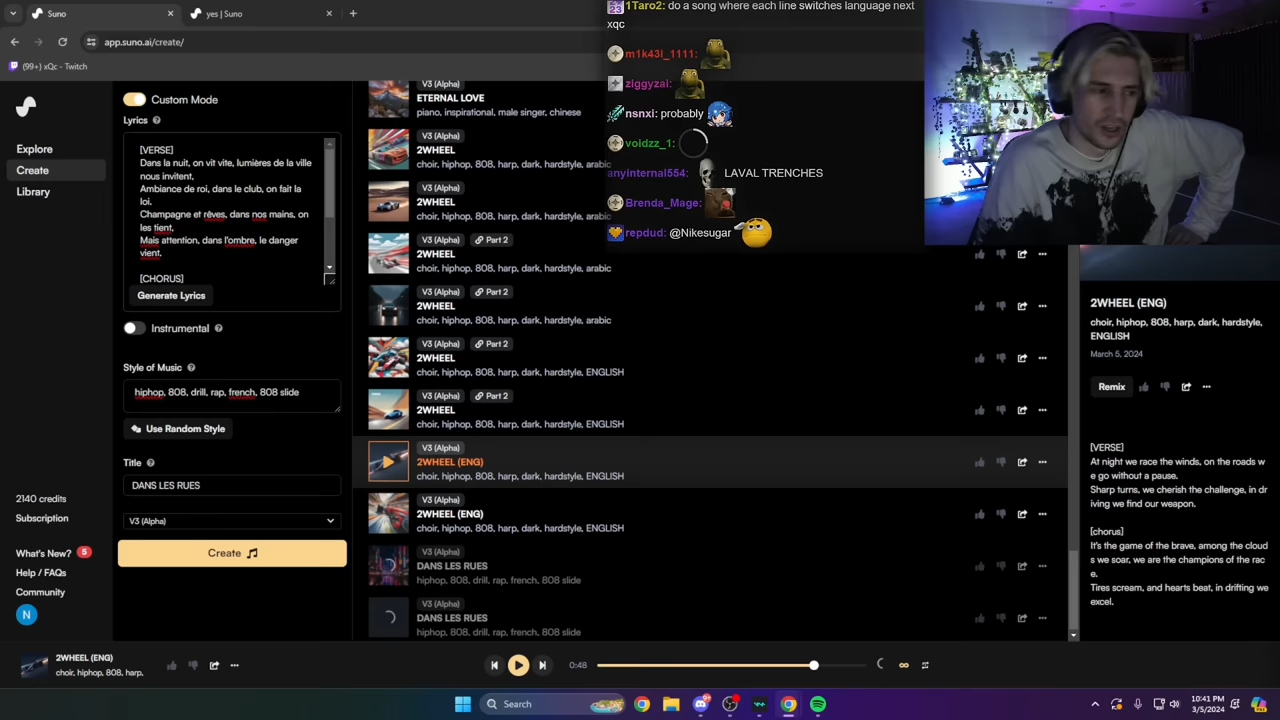 Suno
yes | Suno
app.suno.ai/create/
(99+) xQc - Twitch
1Taro2: do a song where each line switches language next
xqc
m1k43l_1111:
ziggyzai:
nsnxi: probably
voidzz_1:
anyinternal554: LAVAL TRENCHES
Brenda_Mage:
repdud: @Nikesugar
Explore
Create
Library
2140 credits
Subscription
What's New? 5
Help / FAQs
Community
N
Custom Mode
Lyrics
[VERSE]
Dans la nuit, on vit vite, lumières de la ville
nous invitent,
Ambiance de roi, dans le club, on fait la
loi.
Champagne et rêves, dans nos mains, on
les tient,
Mais attention, dans l'ombre, le danger
vient.
[CHORUS]
Generate Lyrics
Instrumental
Style of Music
hiphop, 808, drill, rap, french, 808 slide
Use Random Style
Title
DANS LES RUES
V3 (Alpha)
Create
ETERNAL LOVE
piano, inspirational, male singer, chinese
V3 (Alpha)
2WHEEL
choir, hiphop, 808, harp, dark, hardstyle, arabic
V3 (Alpha)
2WHEEL
choir, hiphop, 808, harp, dark, hardstyle, arabic
V3 (Alpha) Part 2
2WHEEL
choir, hiphop, 808, harp, dark, hardstyle, arabic
V3 (Alpha) Part 2
2WHEEL
choir, hiphop, 808, harp, dark, hardstyle, arabic
V3 (Alpha) Part 2
2WHEEL
choir, hiphop, 808, harp, dark, hardstyle, ENGLISH
V3 (Alpha) Part 2
2WHEEL
choir, hiphop, 808, harp, dark, hardstyle, ENGLISH
V3 (Alpha)
2WHEEL (ENG)
choir, hiphop, 808, harp, dark, hardstyle, ENGLISH
V3 (Alpha)
2WHEEL (ENG)
choir, hiphop, 808, harp, dark, hardstyle, ENGLISH
V3 (Alpha)
DANS LES RUES
hiphop, 808, drill, rap, french, 808 slide
V3 (Alpha)
DANS LES RUES
hiphop, 808, drill, rap, french, 808 slide
2WHEEL (ENG)
choir, hiphop, 808, harp, dark, hardstyle,
ENGLISH
March 5, 2024
Remix
[VERSE]
At night we race the winds, on the roads w
e go without a pause.
Sharp turns, we cherish the challenge, in dr
iving we find our weapon.
[chorus]
It's the game of the brave, among the cloud
s we soar, we are the champions of the rac
e.
Tires scream, and hearts beat, in drifting we
excel.
2WHEEL (ENG)
choir, hiphop, 808, harp,
0:48
Search
10:41 PM
3/5/2024